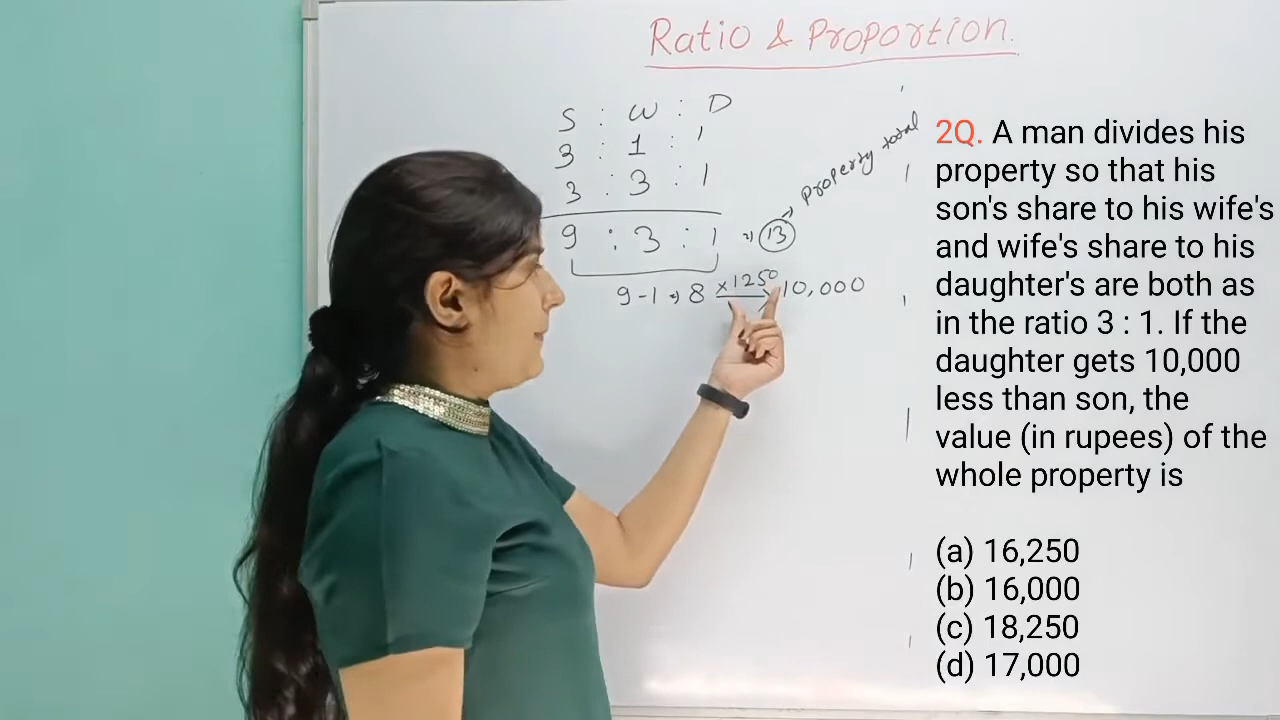 Ratio & Proportion.
S : W : D
3 : 1 : '
3 : 3 : 1
9 : 3 : 1 ⇒ 13 → Property total
9-1 ⇒ 8 ×1250 → 10,000
2Q. A man divides his
property so that his
son's share to his wife's
and wife's share to his
daughter's are both as
in the ratio 3 : 1. If the
daughter gets 10,000
less than son, the
value (in rupees) of the
whole property is
(a) 16,250
(b) 16,000
(c) 18,250
(d) 17,000